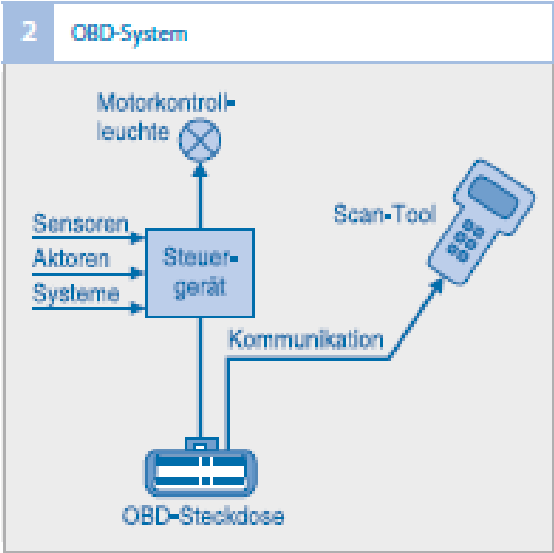 2 OBD-System
Motorkontroll-
leuchte
Scan-Tool
Sensoren
Aktoren
Systeme
Steuer-
gerät
Kommunikation
OBD-Steckdose